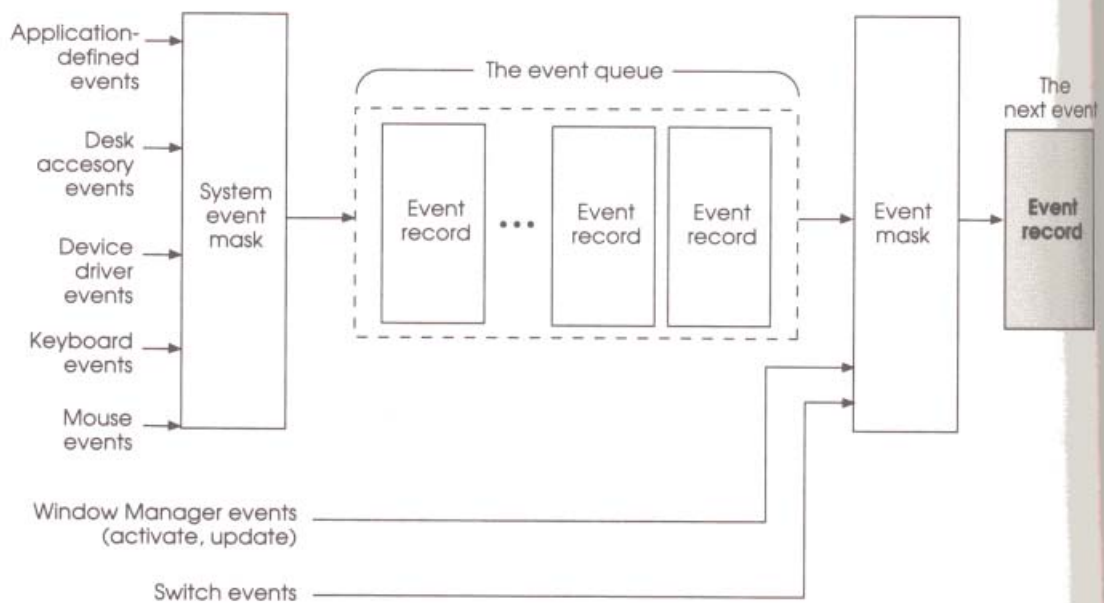 Application-
defined
events
Desk
accesory
events
Device
driver
events
Keyboard
events
Mouse
events
System
event
mask
The event queue
Event
record
•••
Event
record
Event
record
Event
mask
The
next event
Event
record
Window Manager events
(activate, update)
Switch events